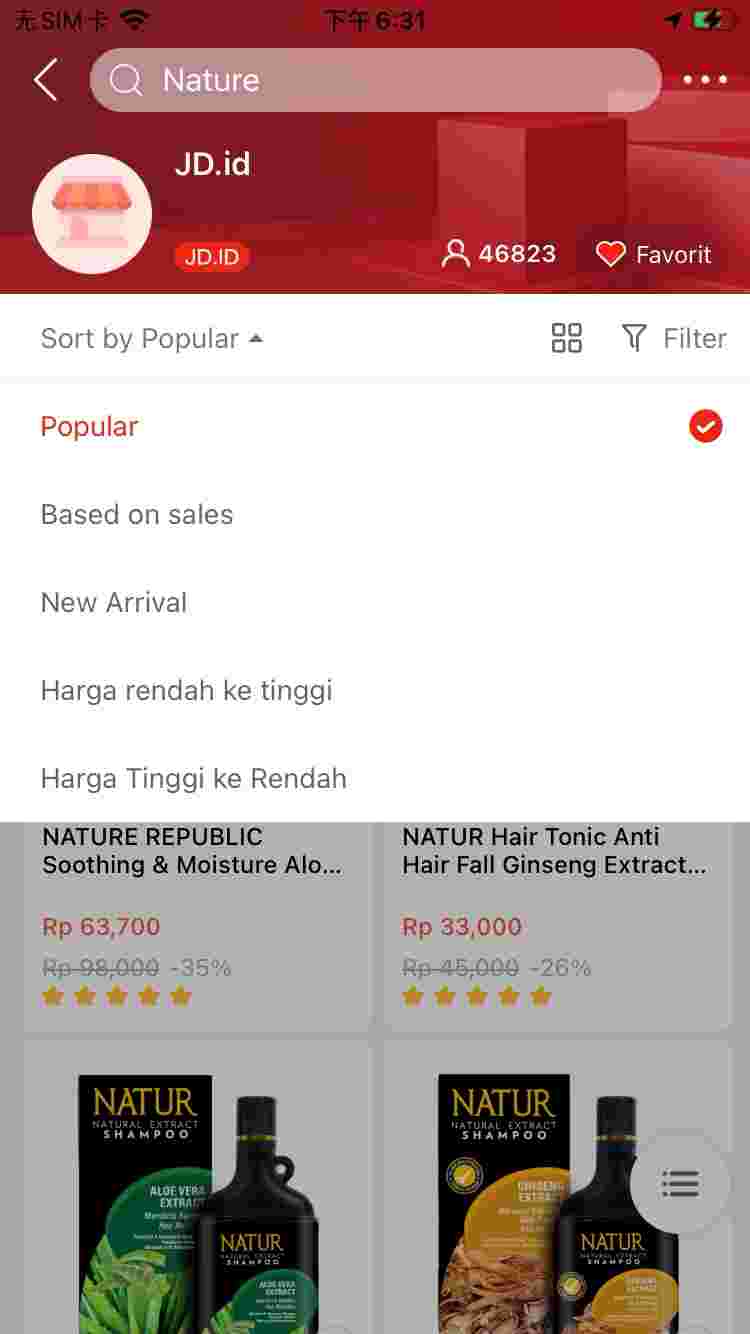 无SIM卡
下午6:31
Nature
JD.id
JD.ID
46823
Favorit
Sort by Popular
Filter
Popular
Based on sales
New Arrival
Harga rendah ke tinggi
Harga Tinggi ke Rendah
NATURE REPUBLIC
Soothing & Moisture Alo...
Rp 63,700
Rp 98,000 -35%
NATUR Hair Tonic Anti
Hair Fall Ginseng Extract...
Rp 33,000
Rp 45,000 -26%
NATUR
NATURAL EXTRACT
SHAMPOO
ALOE VERA
EXTRACT
NATUR
NATURAL EXTRACT
SHAMPOO
ALOE VERA
EXTRACT
NATUR
NATURAL EXTRACT
SHAMPOO
GINSENG
EXTRACT
NATUR
NATURAL EXTRACT
SHAMPOO